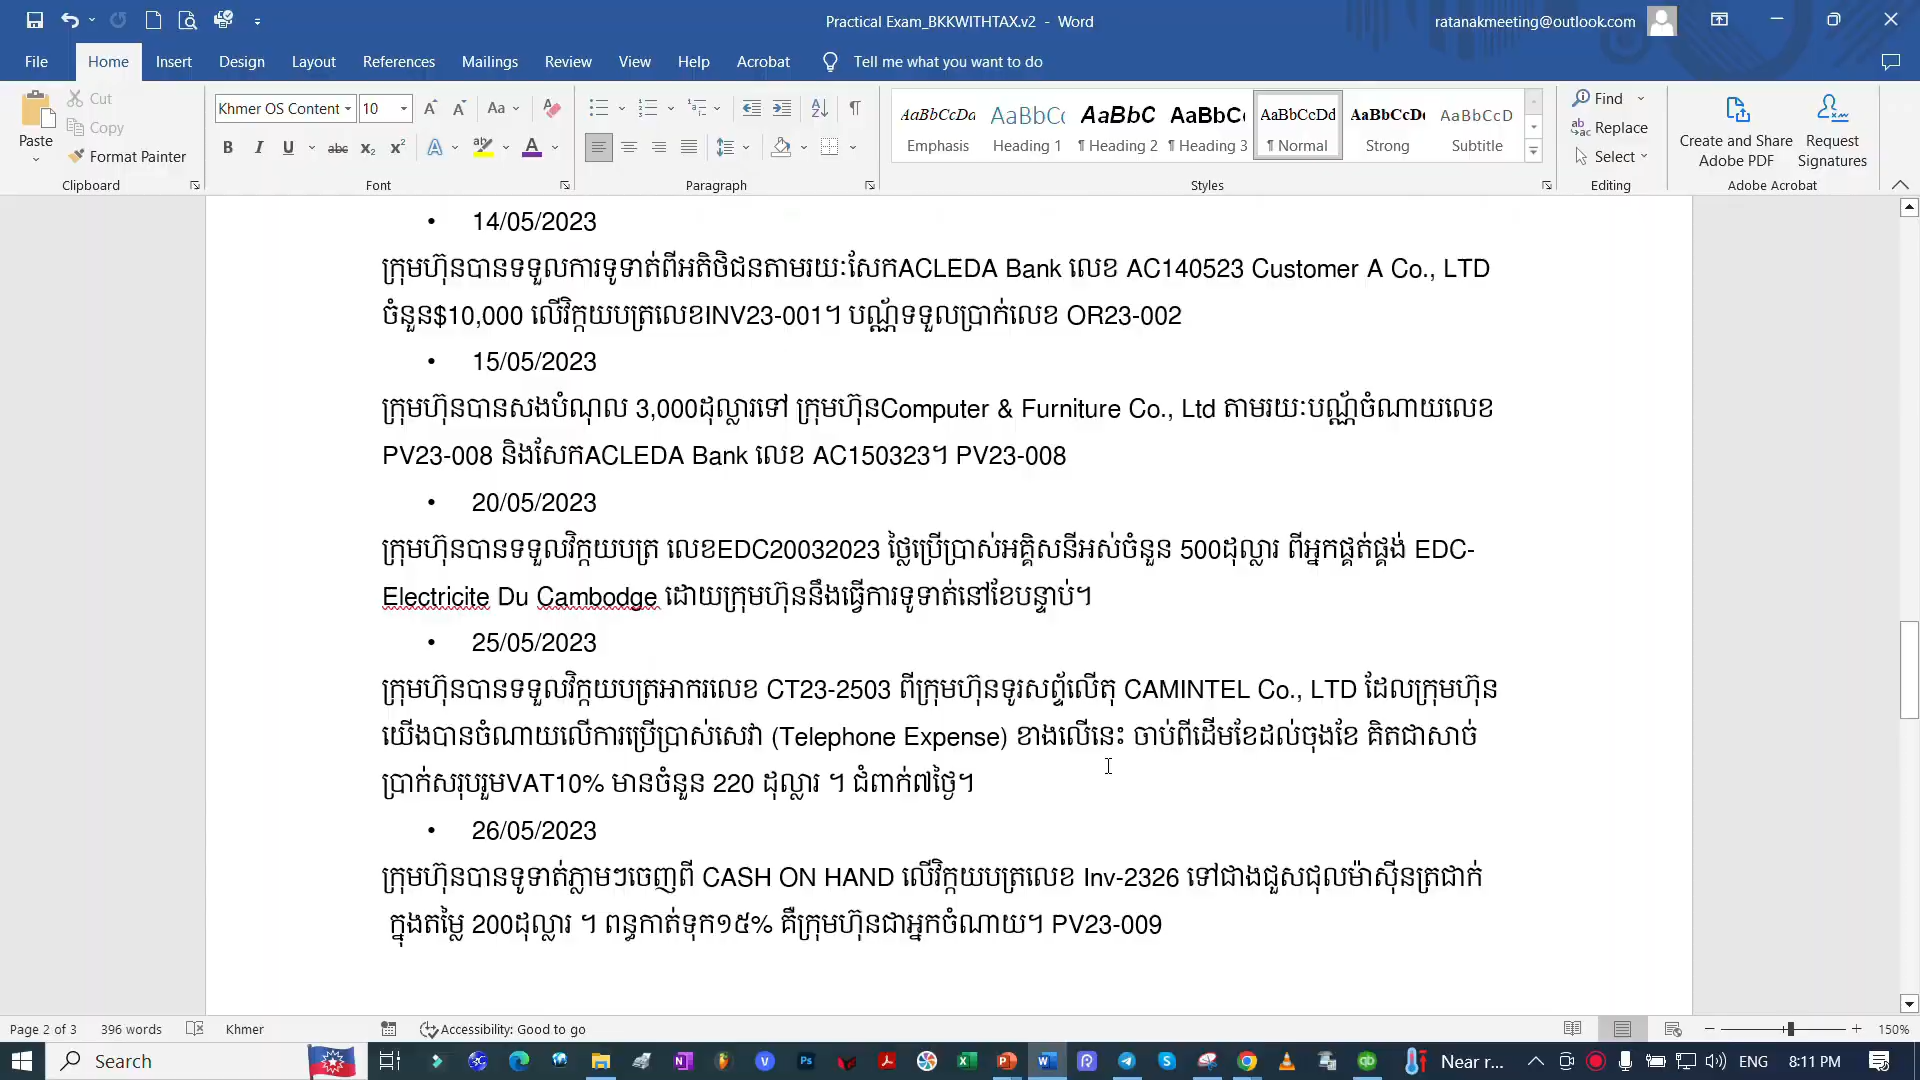 Practical Exam_BKKWITHTAX.v2 - Word
ratanakmeeting@outlook.com
File Home Insert Design Layout References Mailings Review View Help Acrobat Tell me what you want to do
Khmer OS Content 10
Cut
Copy
Paste
Format Painter
Clipboard Font Paragraph Styles Editing Adobe Acrobat
AaBbCcDd Emphasis
AaBbCc Heading 1
AaBbC ¶ Heading 2
AaBbC ¶ Heading 3
AaBbCcDd ¶ Normal
AaBbCcDd Strong
AaBbCcD Subtitle
Find
Replace
Select
Create and Share Adobe PDF
Request Signatures
• 14/05/2023
ក្រុមហ៊ុនបានទទួលការទូទាត់ពីអតិថិជនតាមរយៈសែកACLEDA Bank លេខ AC140523 Customer A Co., LTD
ចំនួន$10,000 លើវិក្កយបត្រលេខINV23-001។ បណ្ណ័ទទួលប្រាក់លេខ OR23-002
• 15/05/2023
ក្រុមហ៊ុនបានសងបំណុល 3,000ដុល្លារទៅ ក្រុមហ៊ុនComputer & Furniture Co., Ltd តាមរយៈបណ្ណ័ចំណាយលេខ
PV23-008 និងសែកACLEDA Bank លេខ AC150323។ PV23-008
• 20/05/2023
ក្រុមហ៊ុនបានទទួលវិក្កយបត្រ លេខEDC20032023 ថ្លៃប្រើប្រាស់អគ្គិសនីអស់ចំនួន 500ដុល្លារ ពីអ្នកផ្គត់ផ្គង់ EDC-
Electricite Du Cambodge ដោយក្រុមហ៊ុននឹងធ្វើការទូទាត់នៅខែបន្ទាប់។
• 25/05/2023
ក្រុមហ៊ុនបានទទួលវិក្កយបត្រអាករលេខ CT23-2503 ពីក្រុមហ៊ុនទូរសព្ទ័លើតុ CAMINTEL Co., LTD ដែលក្រុមហ៊ុន
យើងបានចំណាយលើការប្រើប្រាស់សេវា (Telephone Expense) ខាងលើនេះ ចាប់ពីដើមខែដល់ចុងខែ គិតជាសាច់
ប្រាក់សរុបរួមVAT10% មានចំនួន 220 ដុល្លារ ។ ជំពាក់៧ថ្ងៃ។
• 26/05/2023
ក្រុមហ៊ុនបានទូទាត់ភ្លាមៗចេញពី CASH ON HAND លើវិក្កយបត្រលេខ Inv-2326 ទៅជាងជួសជុលម៉ាស៊ីនត្រជាក់
ក្នុងតម្លៃ 200ដុល្លារ ។ ពន្ធកាត់ទុក១៥% គឺក្រុមហ៊ុនជាអ្នកចំណាយ។ PV23-009
Page 2 of 3 396 words Khmer Accessibility: Good to go 150%
Search Near r... ENG 8:11 PM